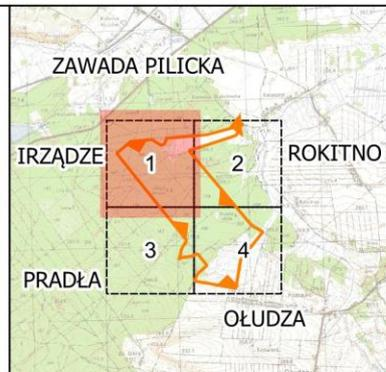 ZAWADA PILICKA
IRZĄDZE
1
2
ROKITNO
3
4
PRADŁA
OŁUDZA